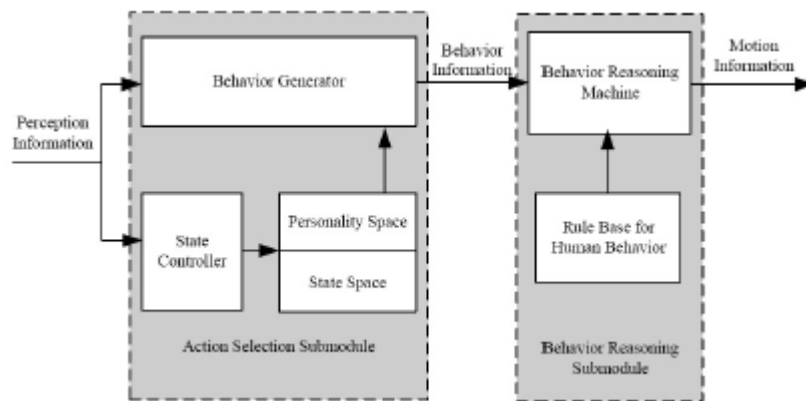 Behavior Generator
Behavior
Information
Behavior Reasoning
Machine
Motion
Information
Perception
Information
State
Controller
Personality Space
State Space
Rule Base for
Human Behavior
Action Selection Submodule
Behavior Reasoning
Submodule